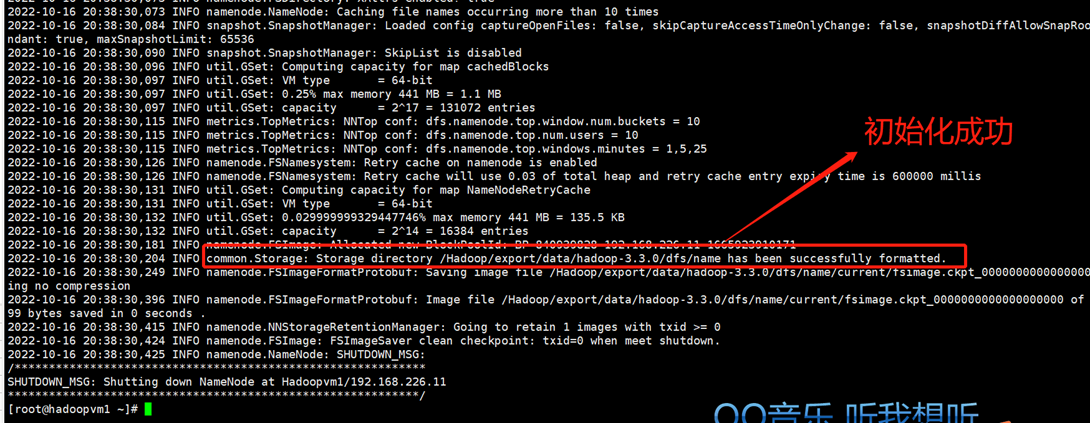 2022-10-16 20:38:30,073 INFO namenode.NameNode: Caching file names occurring more than 10 times
2022-10-16 20:38:30,084 INFO snapshot.SnapshotManager: Loaded config captureOpenFiles: false, skipCaptureAccessTimeOnlyChange: false, snapshotDiffAllowSnapRoo
ndant: true, maxSnapshotLimit: 65536
2022-10-16 20:38:30,090 INFO snapshot.SnapshotManager: SkipList is disabled
2022-10-16 20:38:30,096 INFO util.GSet: Computing capacity for map cachedBlocks
2022-10-16 20:38:30,097 INFO util.GSet: VM type = 64-bit
2022-10-16 20:38:30,097 INFO util.GSet: 0.25% max memory 441 MB = 1.1 MB
2022-10-16 20:38:30,097 INFO util.GSet: capacity = 2^17 = 131072 entries
2022-10-16 20:38:30,115 INFO metrics.TopMetrics: NNTop conf: dfs.namenode.top.window.num.buckets = 10
2022-10-16 20:38:30,115 INFO metrics.TopMetrics: NNTop conf: dfs.namenode.top.num.users = 10
2022-10-16 20:38:30,115 INFO metrics.TopMetrics: NNTop conf: dfs.namenode.top.windows.minutes = 1,5,25
初始化成功
2022-10-16 20:38:30,126 INFO namenode.FSNamesystem: Retry cache on namenode is enabled
2022-10-16 20:38:30,126 INFO namenode.FSNamesystem: Retry cache will use 0.03 of total heap and retry cache entry expiry time is 600000 millis
2022-10-16 20:38:30,131 INFO util.GSet: Computing capacity for map NameNodeRetryCache
2022-10-16 20:38:30,131 INFO util.GSet: VM type = 64-bit
2022-10-16 20:38:30,132 INFO util.GSet: 0.029999999329447746% max memory 441 MB = 135.5 KB
2022-10-16 20:38:30,132 INFO util.GSet: capacity = 2^14 = 16384 entries
2022-10-16 20:38:30,181 INFO namenode.FSImage: Allocated new BlockPoolId:
2022-10-16 20:38:30,204 INFO common.Storage: Storage directory /Hadoop/export/data/hadoop-3.3.0/dfs/name has been successfully formatted.
2022-10-16 20:38:30,249 INFO namenode.FSImageFormatProtobuf: Saving image file /Hadoop/export/data/hadoop-3.3.0/dfs/name/current/fsimage.ckpt_0000000000000000
ing no compression
2022-10-16 20:38:30,396 INFO namenode.FSImageFormatProtobuf: Image file /Hadoop/export/data/hadoop-3.3.0/dfs/name/current/fsimage.ckpt_0000000000000000000 of
99 bytes saved in 0 seconds .
2022-10-16 20:38:30,415 INFO namenode.NNStorageRetentionManager: Going to retain 1 images with txid >= 0
2022-10-16 20:38:30,424 INFO namenode.FSImage: FSImageSaver clean checkpoint: txid=0 when meet shutdown.
2022-10-16 20:38:30,425 INFO namenode.NameNode: SHUTDOWN_MSG:
/************************************************************
SHUTDOWN_MSG: Shutting down NameNode at Hadoopvm1/192.168.226.11
************************************************************/
[root@hadoopvm1 ~]#
QQ音乐 听我想听